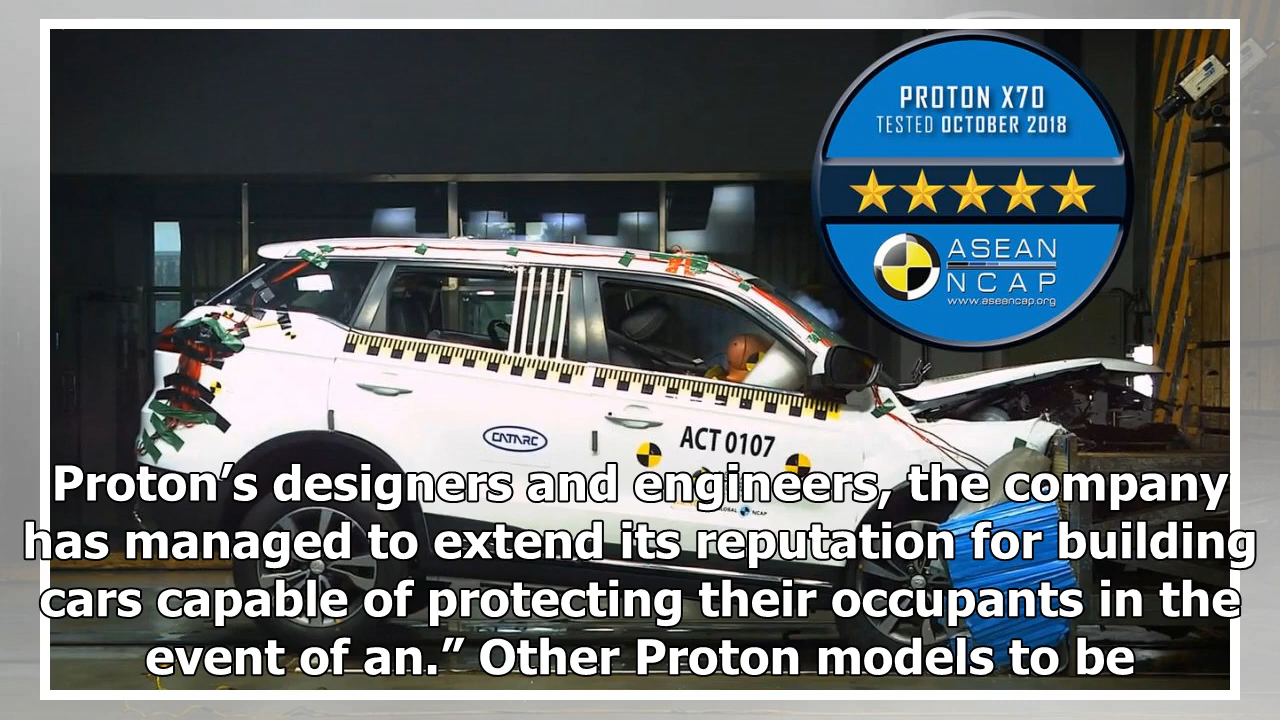 PROTON X70
TESTED OCTOBER 2018
ASEAN
NCAP
www.aseancap.org
CATARC
ACT 0107
GLOBAL NCAP
Proton’s designers and engineers, the company
has managed to extend its reputation for building
cars capable of protecting their occupants in the
event of an.” Other Proton models to be